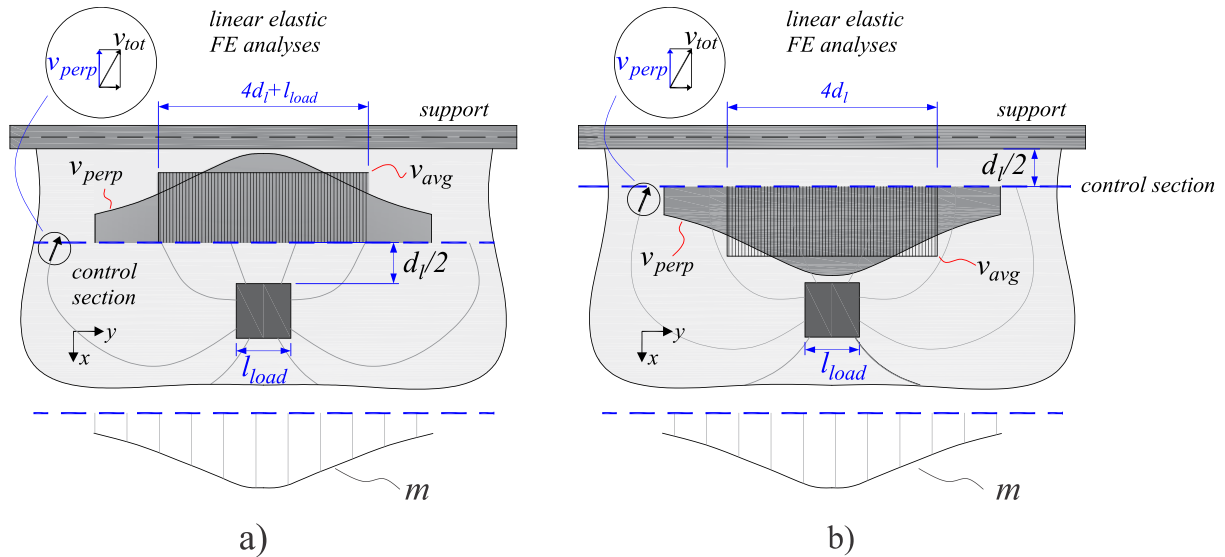 linear elastic
FE analyses
v_tot
v_perp
4d_l+l_load
support
v_perp
v_avg
d_l/2
control
section
y
x
l_load
m
a)
linear elastic
FE analyses
v_tot
v_perp
4d_l
support
d_l/2
control section
v_perp
v_avg
y
x
l_load
m
b)